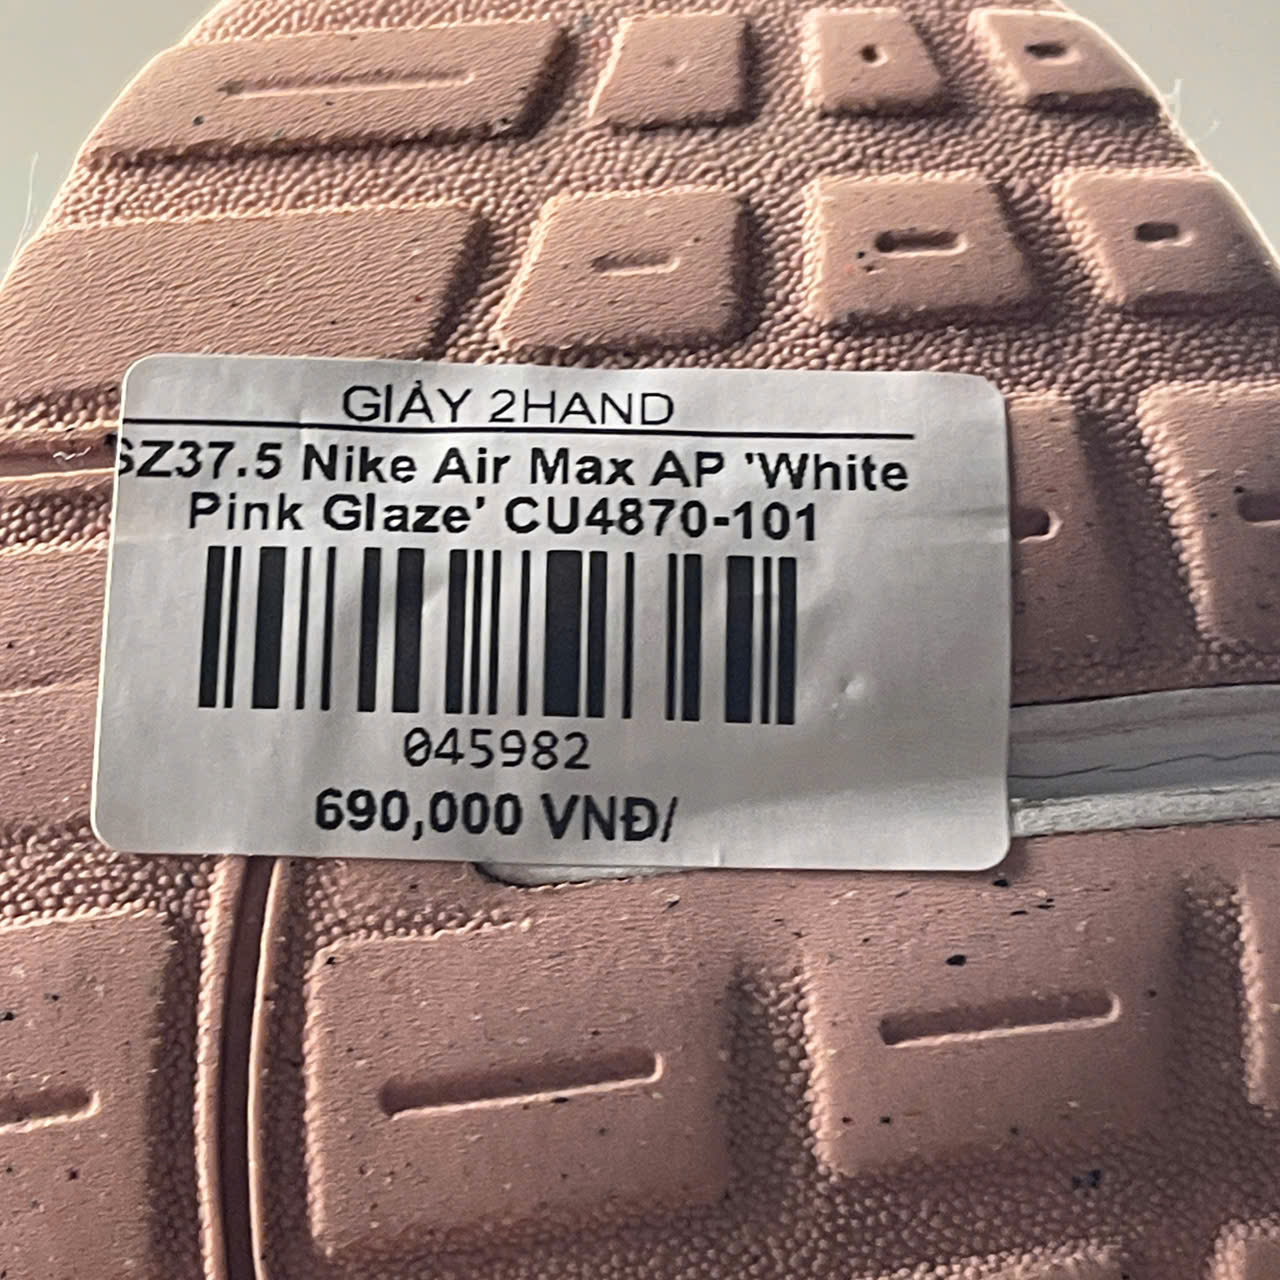 GIÀY 2HAND
SZ37.5 Nike Air Max AP 'White
Pink Glaze' CU4870-101
045982
690,000 VNĐ/